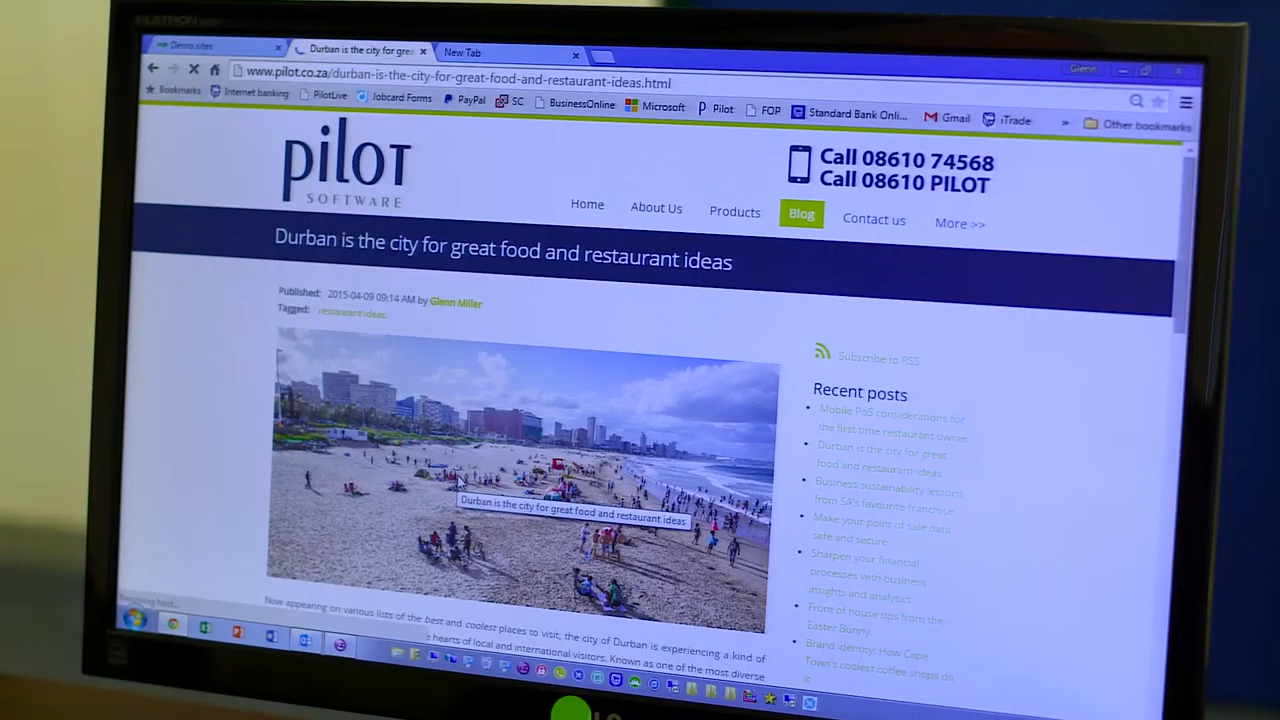 FLATRON
Demo sites
Durban is the city for grea
New Tab
Glenn
www.pilot.co.za/durban-is-the-city-for-great-food-and-restaurant-ideas.html
Bookmarks Internet banking PilotLive Jobcard Forms PayPal SC BusinessOnline Microsoft Pilot FOP Standard Bank Onli... Gmail iTrade » Other bookmarks
pilot
SOFTWARE
Call 08610 74568
Call 08610 PILOT
Home About Us Products Blog Contact us More >>
Durban is the city for great food and restaurant ideas
Published: 2015-04-09 09:14 AM by Glenn Miller
Tagged: restaurant ideas
Durban is the city for great food and restaurant ideas
Subscribe to RSS
Recent posts
Mobile PoS considerations for
the first time restaurant owner
Durban is the city for great
food and restaurant ideas
Business sustainability lessons
from SA's favourite franchise
Make your point of sale data
safe and secure
Sharpen your financial
processes with business
insights and analytics
Front of house tips from the
Easter Bunny
Brand identity: How Cape
Town's coolest coffee shops do
it
Now appearing on various lists of the best and coolest places to visit, the city of Durban is experiencing a kind of
hearts of local and international visitors. Known as one of the most diverse
LG